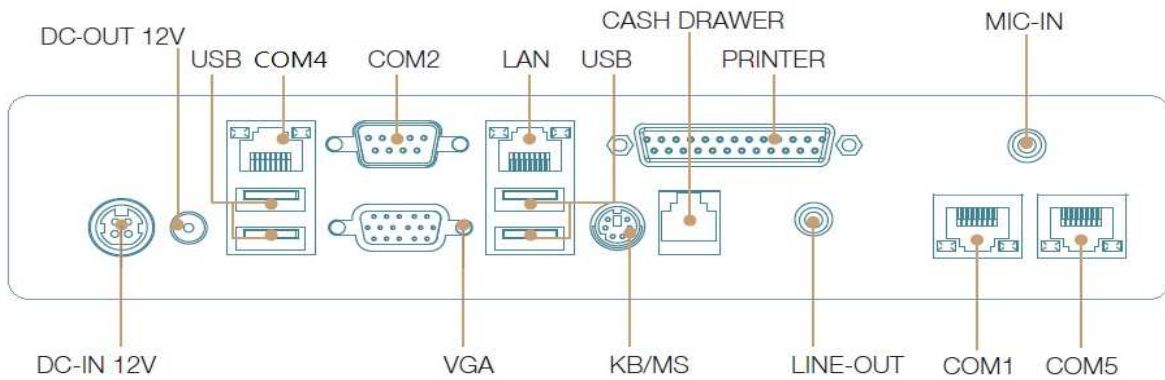 CASH DRAWER
MIC-IN
DC-OUT 12V
USB COM4 COM2 LAN USB PRINTER
DC-IN 12V VGA KB/MS LINE-OUT COM1 COM5